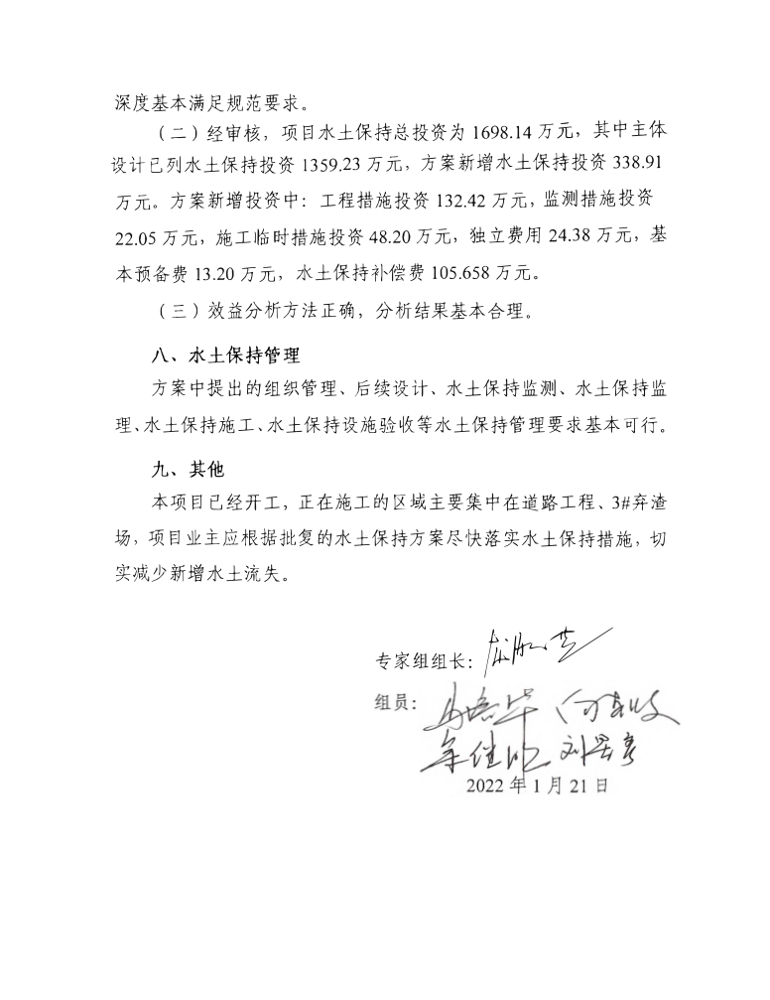 深度基本满足规范要求。
（二）经审核，项目水土保持总投资为 1698.14 万元，其中主体
设计已列水土保持投资 1359.23 万元，方案新增水土保持投资 338.91
万元。方案新增投资中：工程措施投资 132.42 万元，监测措施投资
22.05 万元，施工临时措施投资 48.20 万元，独立费用 24.38 万元，基
本预备费 13.20 万元，水土保持补偿费 105.658 万元。
（三）效益分析方法正确，分析结果基本合理。
八、水土保持管理
方案中提出的组织管理、后续设计、水土保持监测、水土保持监
理、水土保持施工、水土保持设施验收等水土保持管理要求基本可行。
九、其他
本项目已经开工，正在施工的区域主要集中在道路工程、3#弃渣
场，项目业主应根据批复的水土保持方案尽快落实水土保持措施，切
实减少新增水土流失。
专家组组长：
组员：
2022 年 1 月 21 日